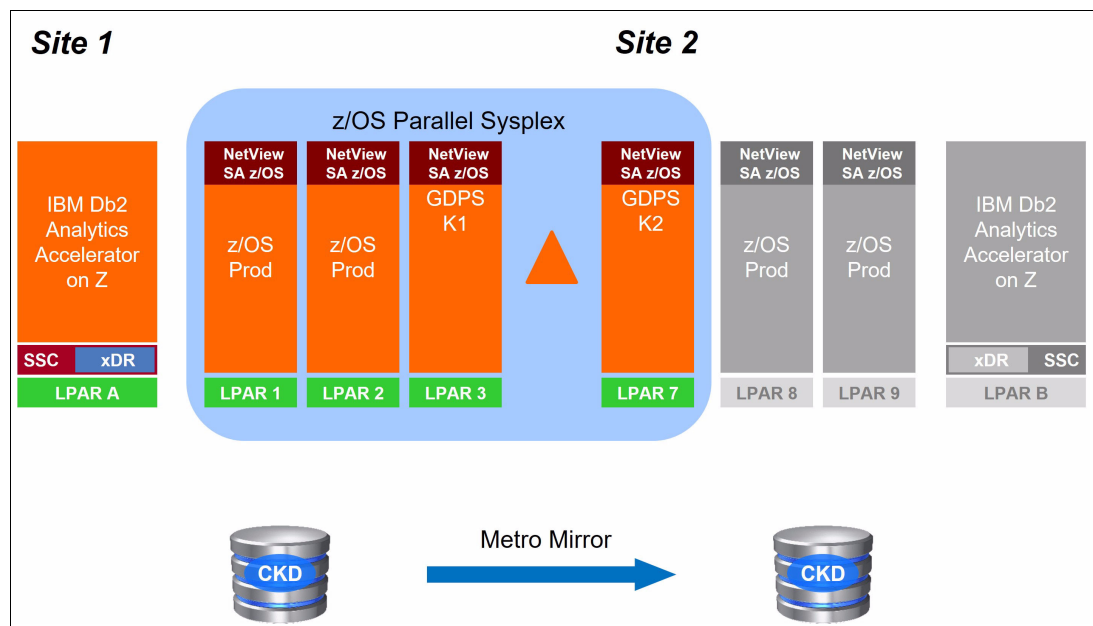 Site 1
Site 2
z/OS Parallel Sysplex
IBM Db2
Analytics
Accelerator
on Z
SSC
xDR
LPAR A
NetView
SA z/OS
z/OS
Prod
LPAR 1
NetView
SA z/OS
z/OS
Prod
LPAR 2
NetView
SA z/OS
GDPS
K1
LPAR 3
NetView
SA z/OS
GDPS
K2
LPAR 7
NetView
SA z/OS
z/OS
Prod
LPAR 8
NetView
SA z/OS
z/OS
Prod
LPAR 9
IBM Db2
Analytics
Accelerator
on Z
xDR
SSC
LPAR B
CKD
Metro Mirror
CKD